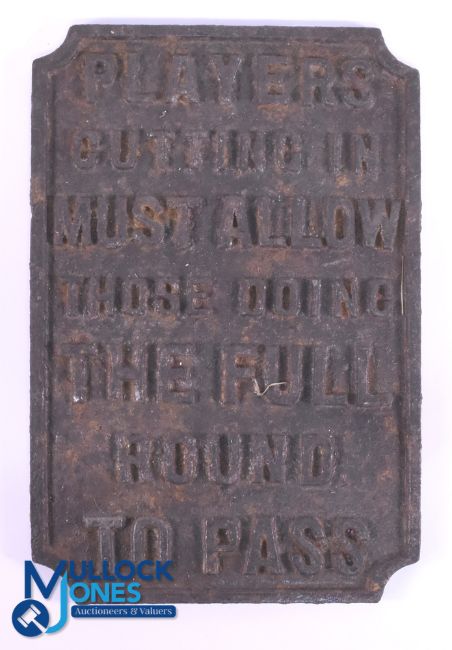 PLAYERS
CUTTING IN
MUST ALLOW
THOSE DOING
THE FULL
ROUND
TO PASS
MULLOCK
JONES
Auctioneers & Valuers